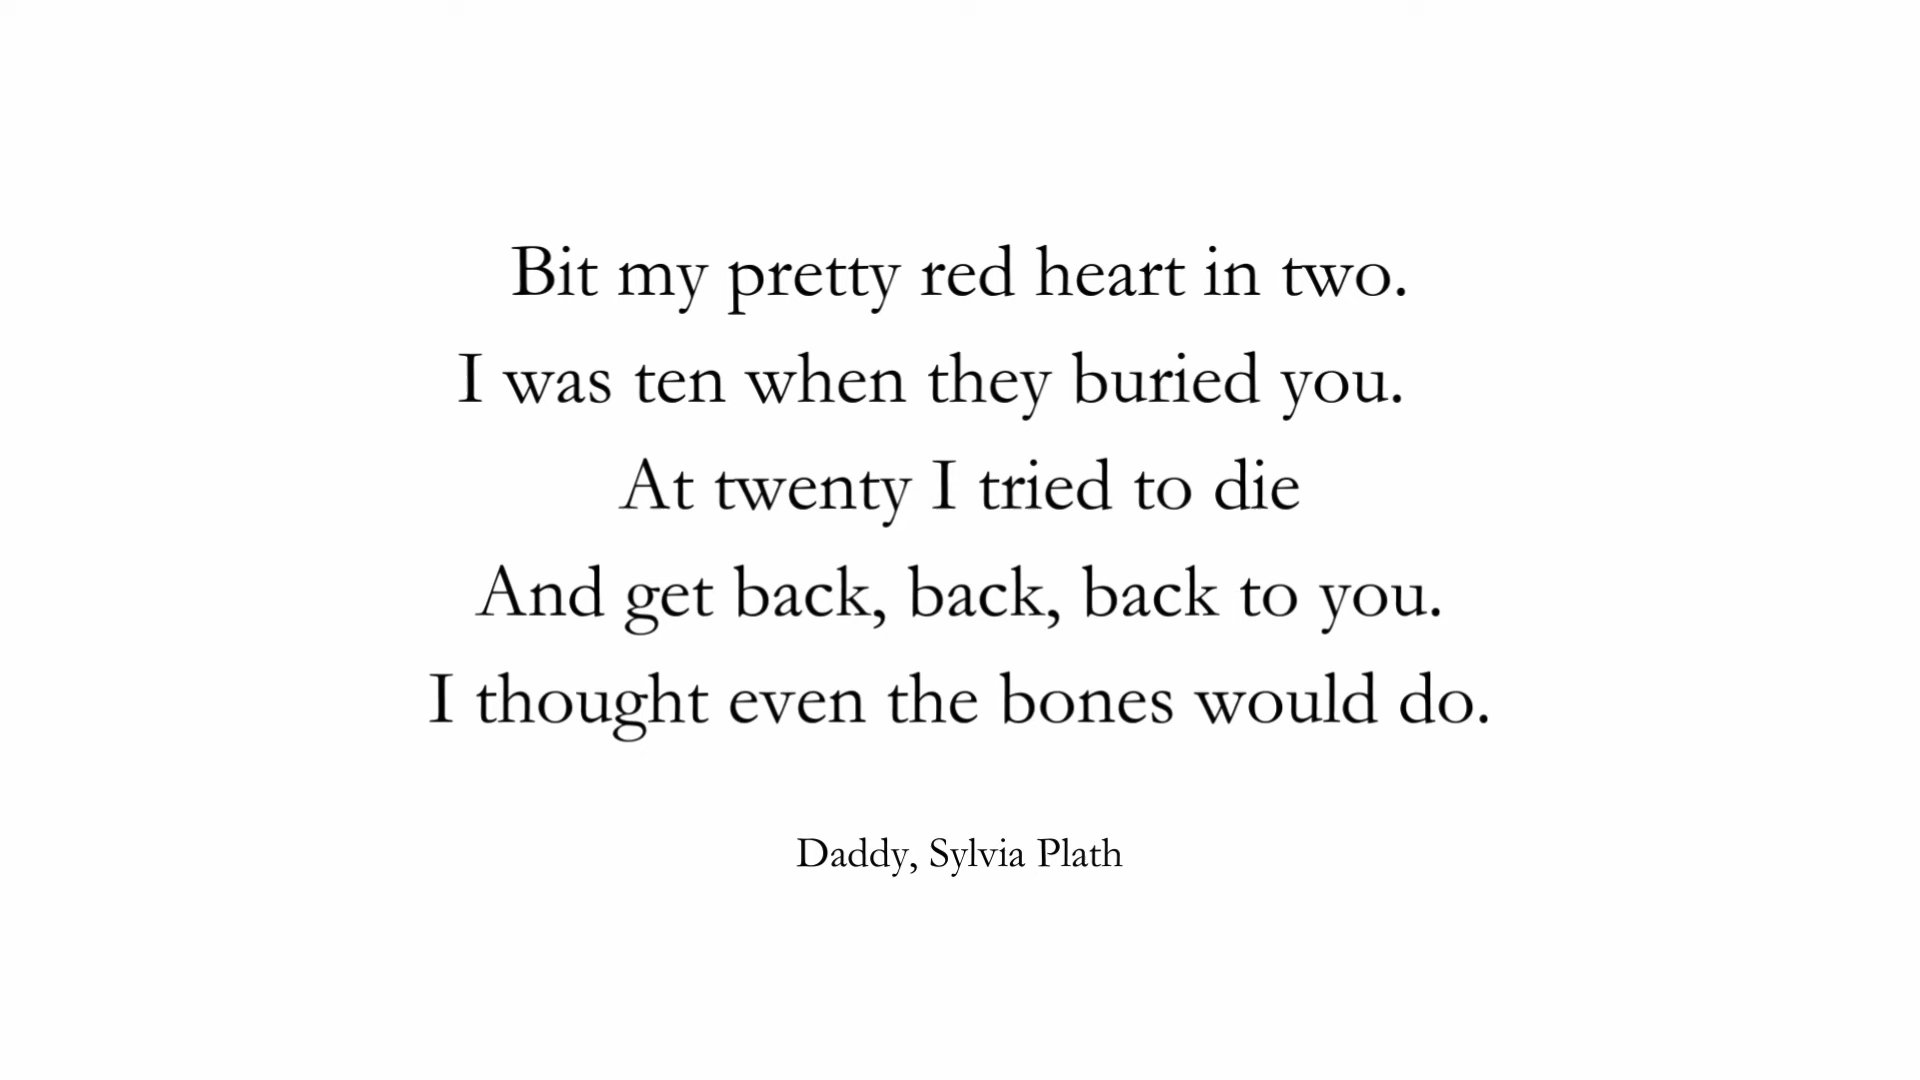 Bit my pretty red heart in two.
I was ten when they buried you.
At twenty I tried to die
And get back, back, back to you.
I thought even the bones would do.
Daddy, Sylvia Plath